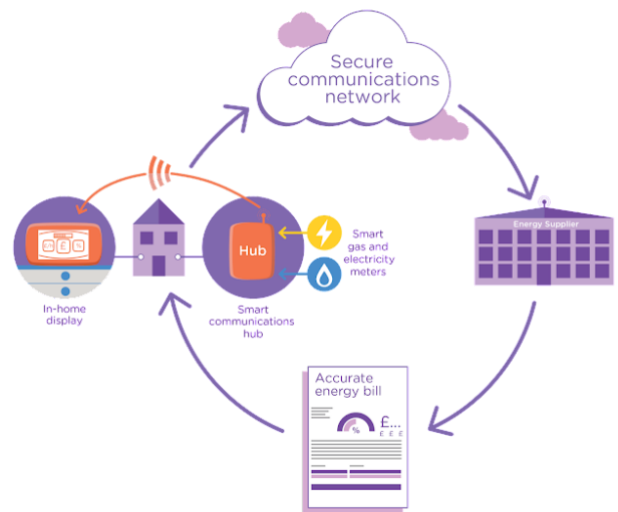 Secure
communications
network
Energy Supplier
Hub
Smart
gas and
electricity
meters
In-home
display
Smart
communications
hub
Accurate
energy bill
£...
%
£ £ £